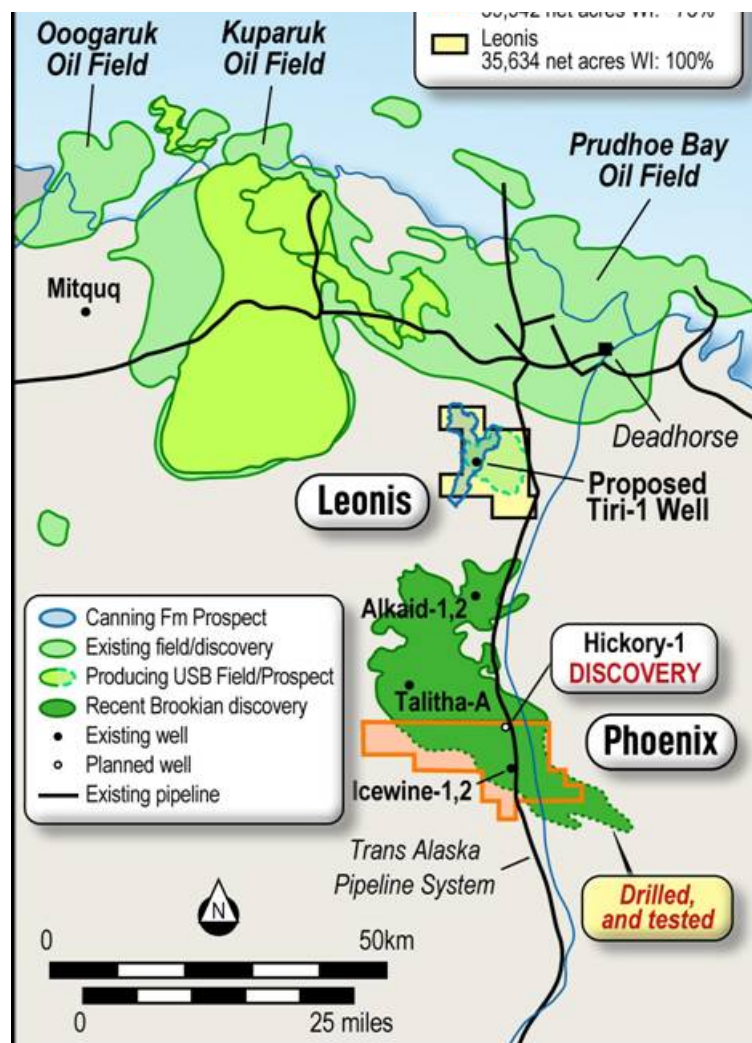 Ooogaruk
Oil Field
Kuparuk
Oil Field
net acres WI:
Leonis
35,634 net acres WI: 100%
Prudhoe Bay
Oil Field
Mitquq
Deadhorse
Leonis
Proposed
Tiri-1 Well
Canning Fm Prospect
Existing field/discovery
Producing USB Field/Prospect
Recent Brookian discovery
Existing well
Planned well
Existing pipeline
Alkaid-1,2
Hickory-1
DISCOVERY
Talitha-A
Phoenix
Icewine-1,2
Trans Alaska
Pipeline System
Drilled,
and tested
N
0 50km
0 25 miles